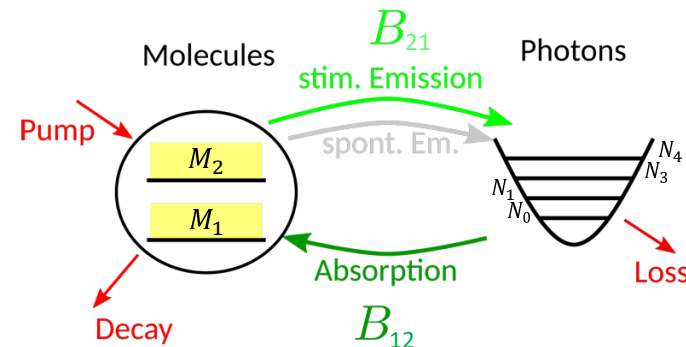 B₂₁
Molecules
Photons
stim. Emission
Pump
spont. Em.
M₂
M₁
N₄
N₃
N₁
N₀
Absorption
Loss
Decay
B₁₂